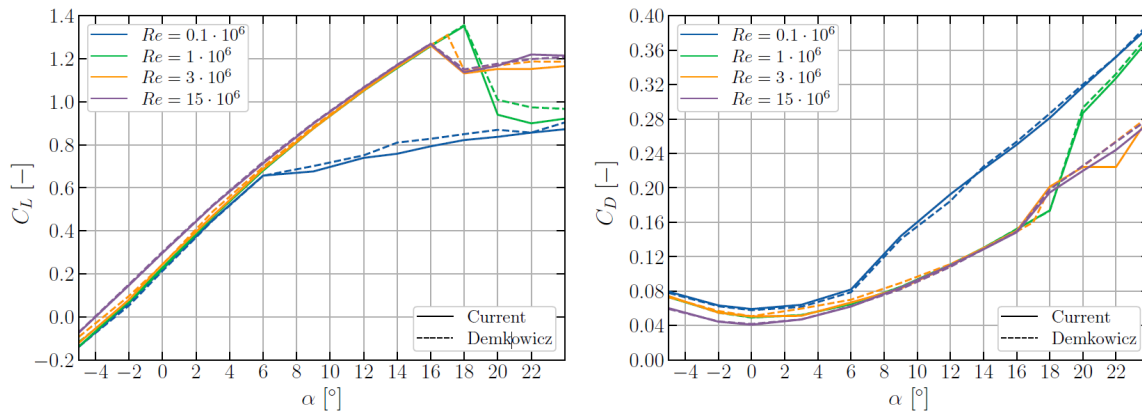 1.4
1.2
1.0
0.8
0.6
0.4
0.2
0.0
−0.2
C_L [−]
Re = 0.1 · 10^6
Re = 1 · 10^6
Re = 3 · 10^6
Re = 15 · 10^6
Current
Demkowicz
−4 −2 0 2 4 6 8 10 12 14 16 18 20 22
α [°]
0.40
0.36
0.32
0.28
0.24
0.20
0.16
0.12
0.08
0.04
0.00
C_D [−]
Re = 0.1 · 10^6
Re = 1 · 10^6
Re = 3 · 10^6
Re = 15 · 10^6
Current
Demkowicz
−4 −2 0 2 4 6 8 10 12 14 16 18 20 22
α [°]